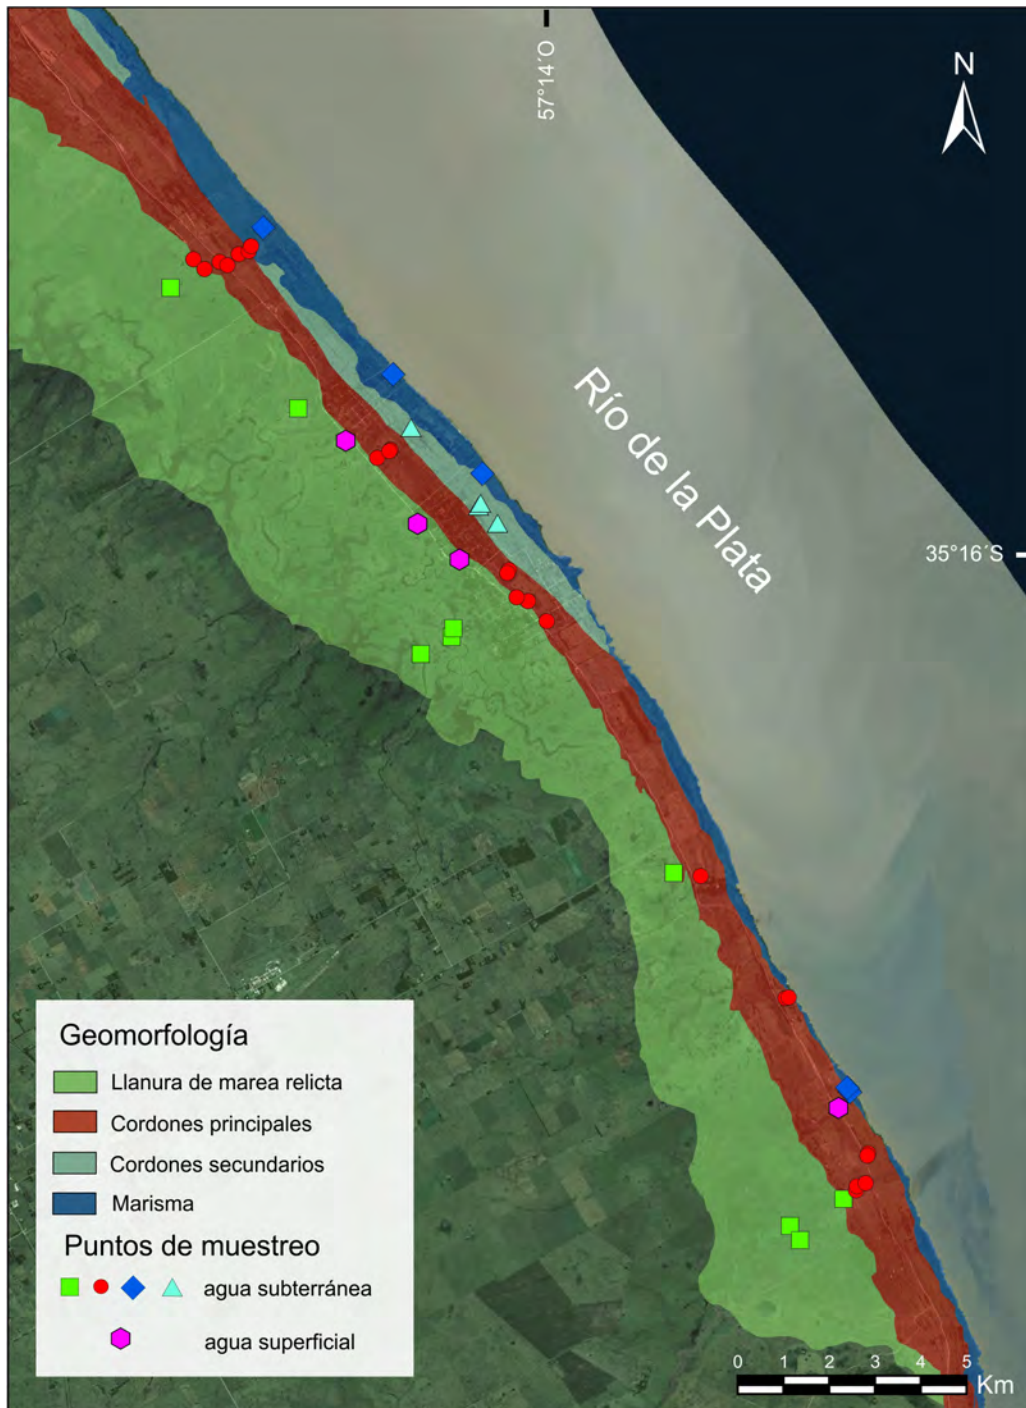 57°14´O
N
Río de la Plata
35°16´S
Geomorfología
Llanura de marea relicta
Cordones principales
Cordones secundarios
Marisma
Puntos de muestreo
agua subterránea
agua superficial
0 1 2 3 4 5
Km